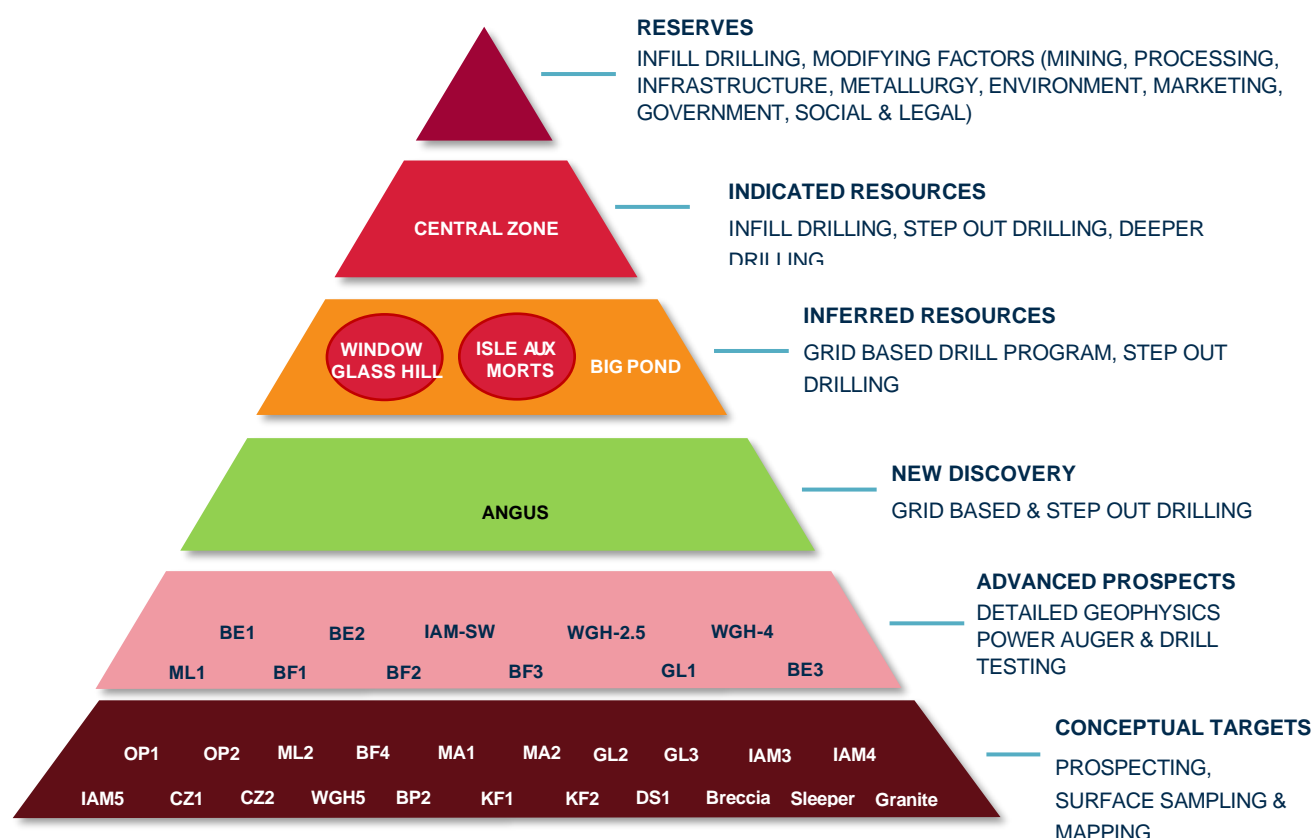 RESERVES
INFILL DRILLING, MODIFYING FACTORS (MINING, PROCESSING,
INFRASTRUCTURE, METALLURGY, ENVIRONMENT, MARKETING,
GOVERNMENT, SOCIAL & LEGAL)
CENTRAL ZONE
INDICATED RESOURCES
INFILL DRILLING, STEP OUT DRILLING, DEEPER
DRILLING
WINDOW
GLASS HILL
ISLE AUX
MORTS
BIG POND
INFERRED RESOURCES
GRID BASED DRILL PROGRAM, STEP OUT
DRILLING
ANGUS
NEW DISCOVERY
GRID BASED & STEP OUT DRILLING
BE1 BE2 IAM-SW WGH-2.5 WGH-4
ML1 BF1 BF2 BF3 GL1 BE3
ADVANCED PROSPECTS
DETAILED GEOPHYSICS
POWER AUGER & DRILL
TESTING
OP1 OP2 ML2 BF4 MA1 MA2 GL2 GL3 IAM3 IAM4
IAM5 CZ1 CZ2 WGH5 BP2 KF1 KF2 DS1 Breccia Sleeper Granite
CONCEPTUAL TARGETS
PROSPECTING,
SURFACE SAMPLING &
MAPPING